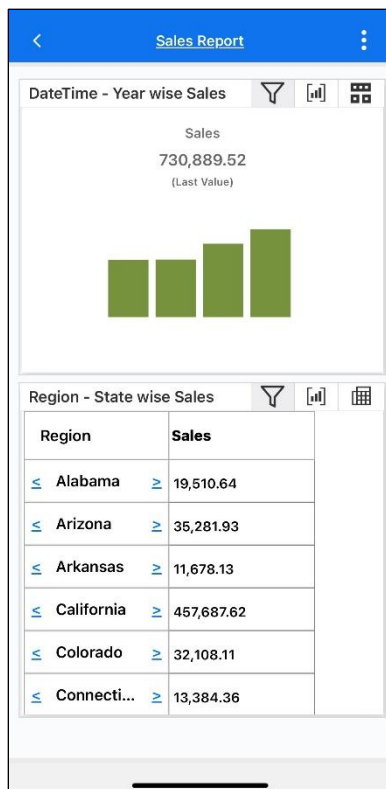 Sales Report
DateTime - Year wise Sales
Sales
730,889.52
(Last Value)
Region - State wise Sales
Region Sales
≤ Alabama ≥ 19,510.64
≤ Arizona ≥ 35,281.93
≤ Arkansas ≥ 11,678.13
≤ California ≥ 457,687.62
≤ Colorado ≥ 32,108.11
≤ Connecti... ≥ 13,384.36